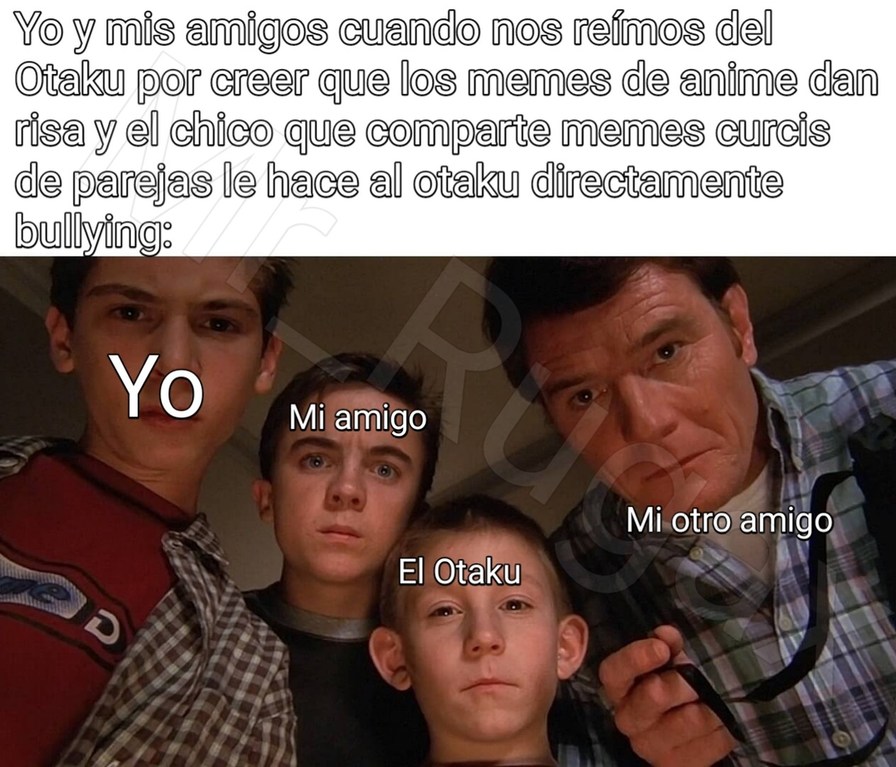 Yo y mis amigos cuando nos reímos del
Otaku por creer que los memes de anime dan
risa y el chico que comparte memes curcis
de parejas le hace al otaku directamente
bullying:
Yo
Mi amigo
Mi otro amigo
El Otaku
Mr_Rugay